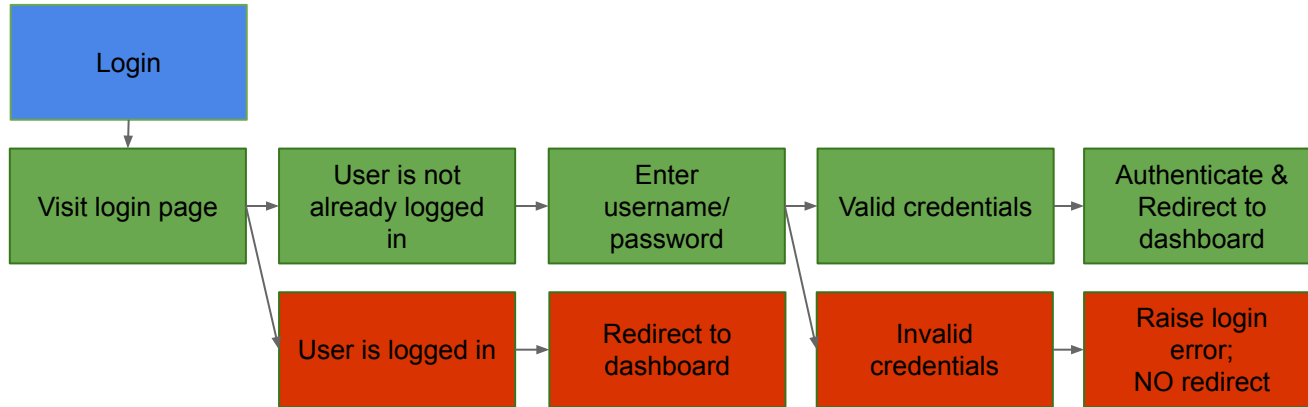 Login
Visit login page
User is not
already logged
in
Enter
username/
password
Valid credentials
Authenticate &
Redirect to
dashboard
User is logged in
Redirect to
dashboard
Invalid
credentials
Raise login
error;
NO redirect